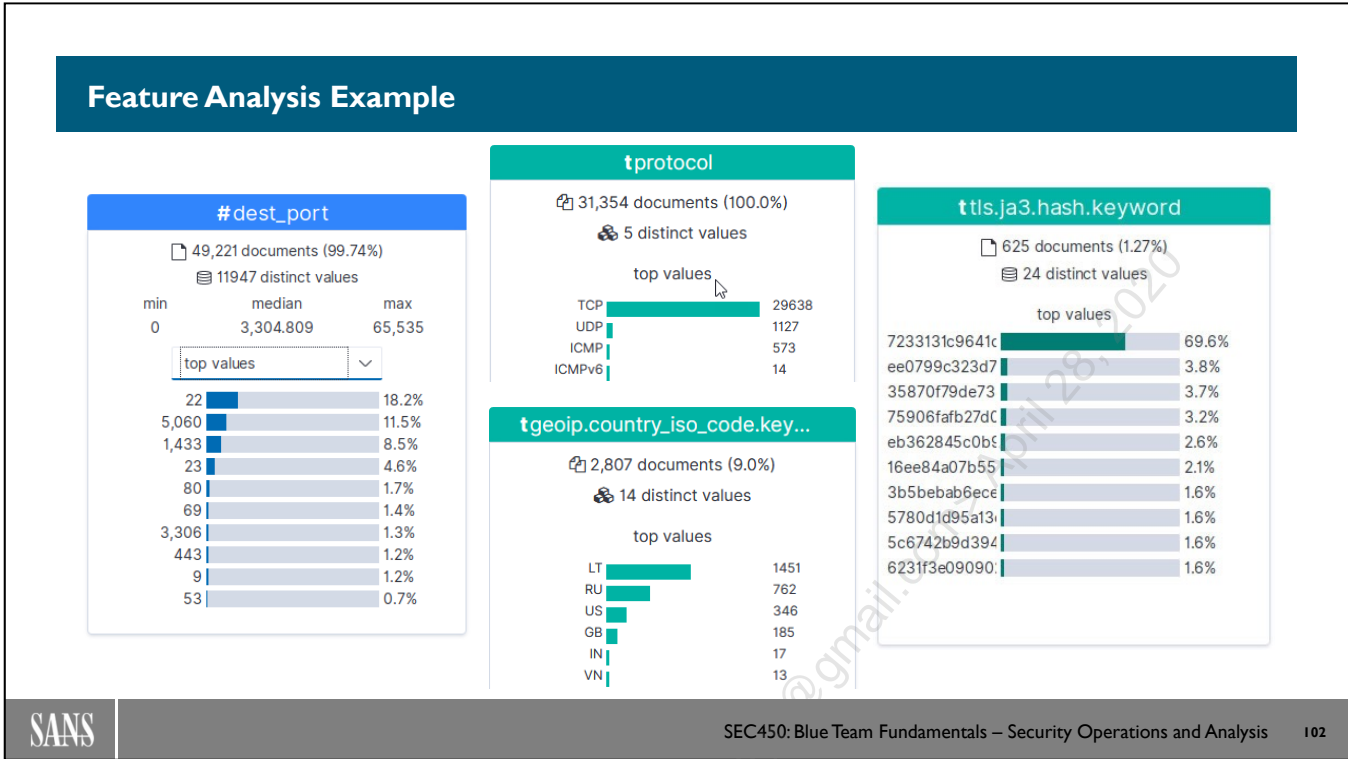 Feature Analysis Example
#dest_port
49,221 documents (99.74%)
11947 distinct values
min median max
0 3,304.809 65,535
top values
22 18.2%
5,060 11.5%
1,433 8.5%
23 4.6%
80 1.7%
69 1.4%
3,306 1.3%
443 1.2%
9 1.2%
53 0.7%
tprotocol
31,354 documents (100.0%)
5 distinct values
top values
TCP 29638
UDP 1127
ICMP 573
ICMPv6 14
tgeoip.country_iso_code.key...
2,807 documents (9.0%)
14 distinct values
top values
LT 1451
RU 762
US 346
GB 185
IN 17
VN 13
ttls.ja3.hash.keyword
625 documents (1.27%)
24 distinct values
top values
7233131c9641c 69.6%
ee0799c323d7 3.8%
35870f79de73 3.7%
75906fafb27d0 3.2%
eb362845c0b9 2.6%
16ee84a07b55 2.1%
3b5bebab6ece 1.6%
5780d1d95a13 1.6%
5c6742b9d394 1.6%
6231f3e09090 1.6%
@gmail.com> April 28, 2020
SANS
SEC450: Blue Team Fundamentals – Security Operations and Analysis 102